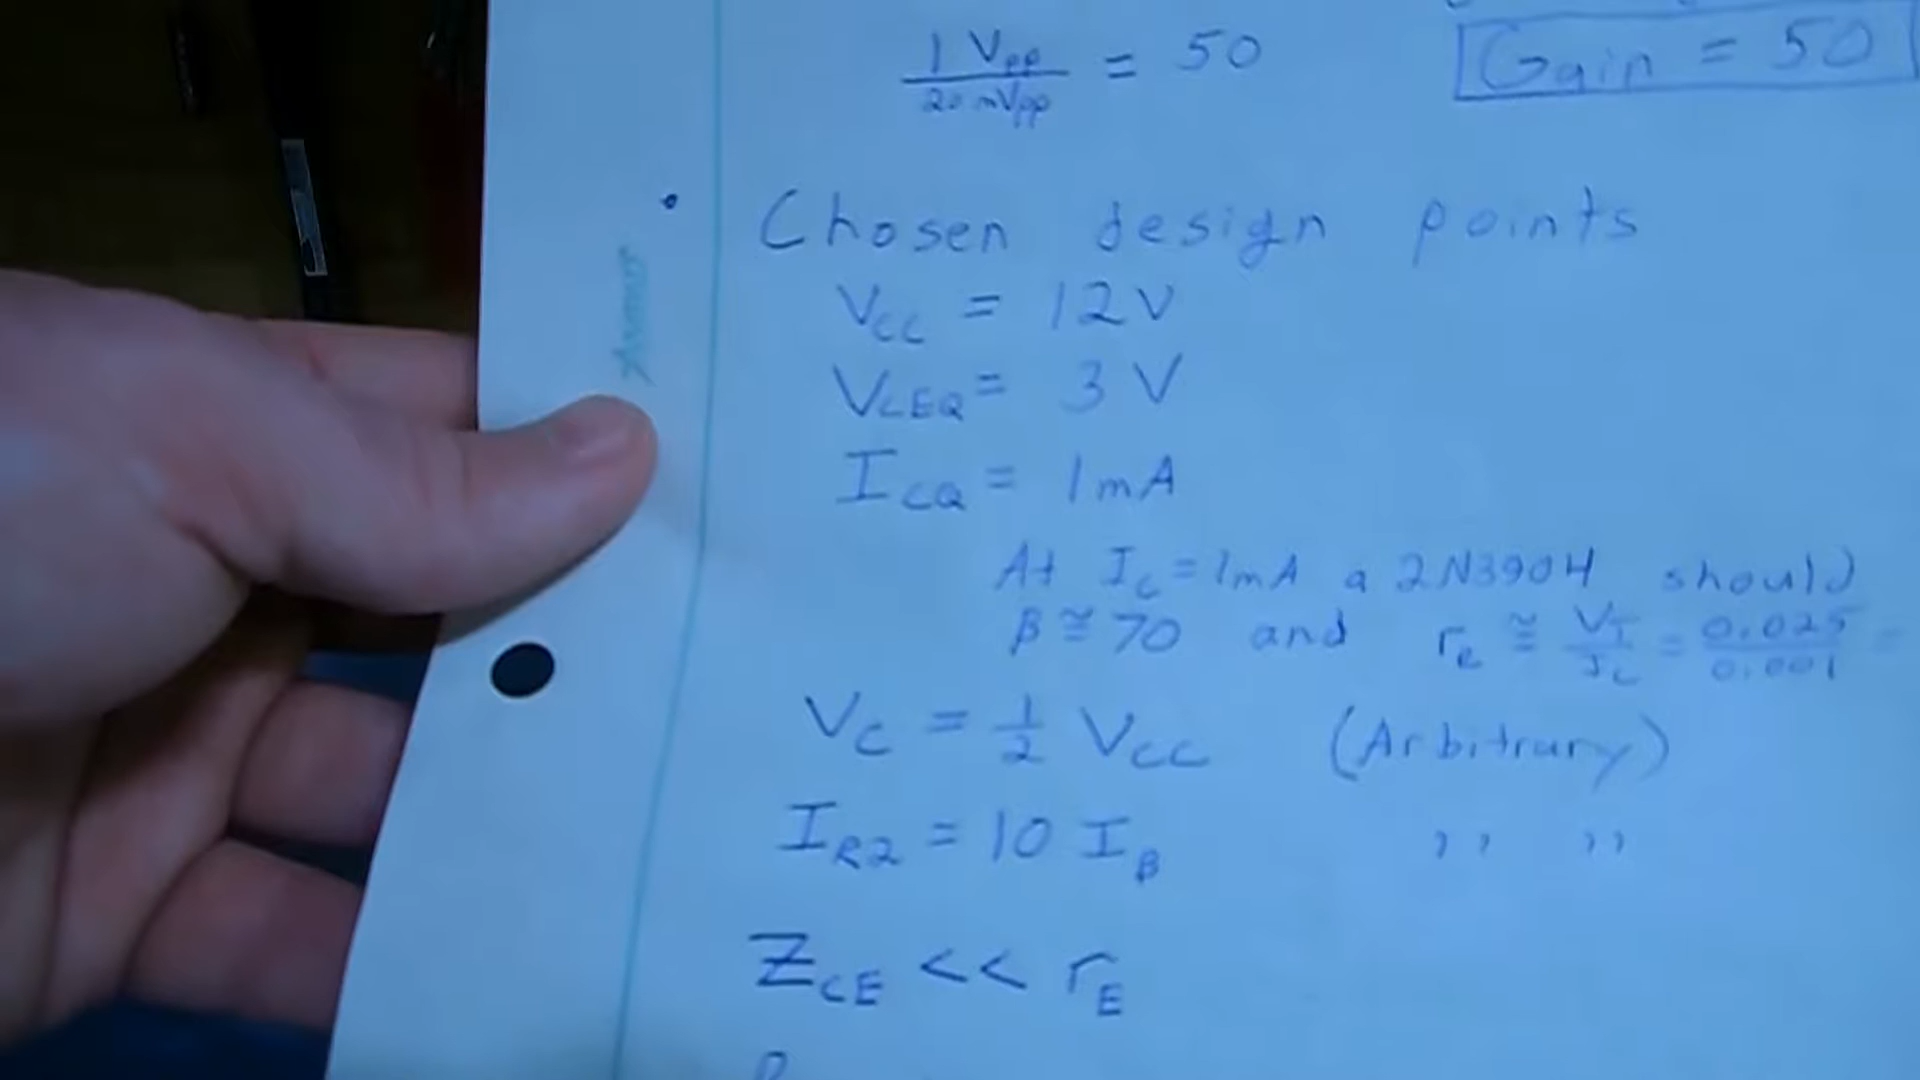 1 Vpp / 20 mVpp = 50
Gain = 50
• Chosen design points
VCC = 12V
VCEQ = 3 V
ICQ = 1mA
At IC = 1mA a 2N3904 should
β ≅ 70 and re ≅ VT/IC = 0.025/0.001 =
VC = 1/2 VCC (Arbitrary)
IR2 = 10 IB ,, ,,
ZCE << rE